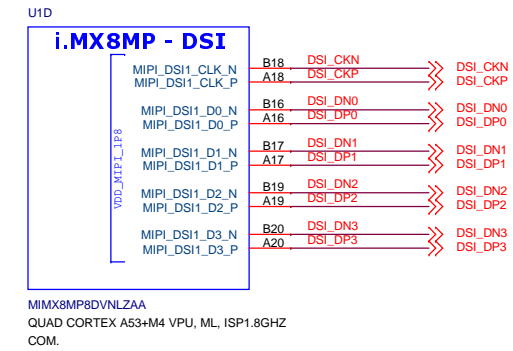 U1D
i.MX8MP - DSI
MIPI_DSI1_CLK_N B18 DSI_CKN DSI_CKN
MIPI_DSI1_CLK_P A18 DSI_CKP DSI_CKP
MIPI_DSI1_D0_N B16 DSI_DN0 DSI_DN0
MIPI_DSI1_D0_P A16 DSI_DP0 DSI_DP0
MIPI_DSI1_D1_N B17 DSI_DN1 DSI_DN1
MIPI_DSI1_D1_P A17 DSI_DP1 DSI_DP1
VDD_MIPI_1P8
MIPI_DSI1_D2_N B19 DSI_DN2 DSI_DN2
MIPI_DSI1_D2_P A19 DSI_DP2 DSI_DP2
MIPI_DSI1_D3_N B20 DSI_DN3 DSI_DN3
MIPI_DSI1_D3_P A20 DSI_DP3 DSI_DP3
MIMX8MP8DVNLZAA
QUAD CORTEX A53+M4 VPU, ML, ISP1.8GHZ
COM.